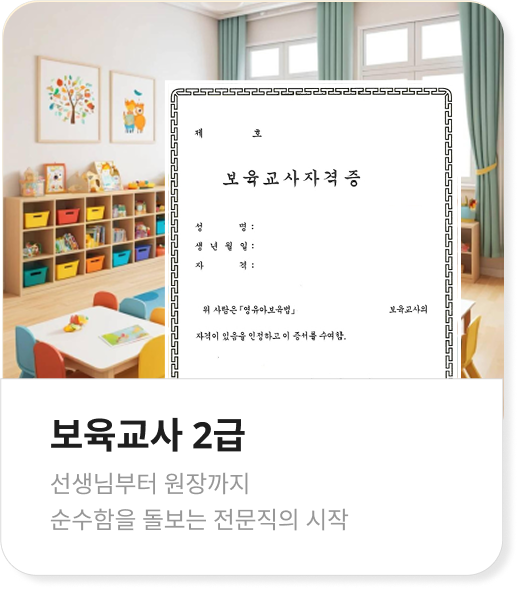 제 호
보육교사자격증
성 명 :
생 년 월 일 :
자 격 :
위 사람은 「영유아보육법」 보육교사의
자격이 있음을 인정하고 이 증서를 수여함.
보육교사 2급
선생님부터 원장까지
순수함을 돌보는 전문직의 시작